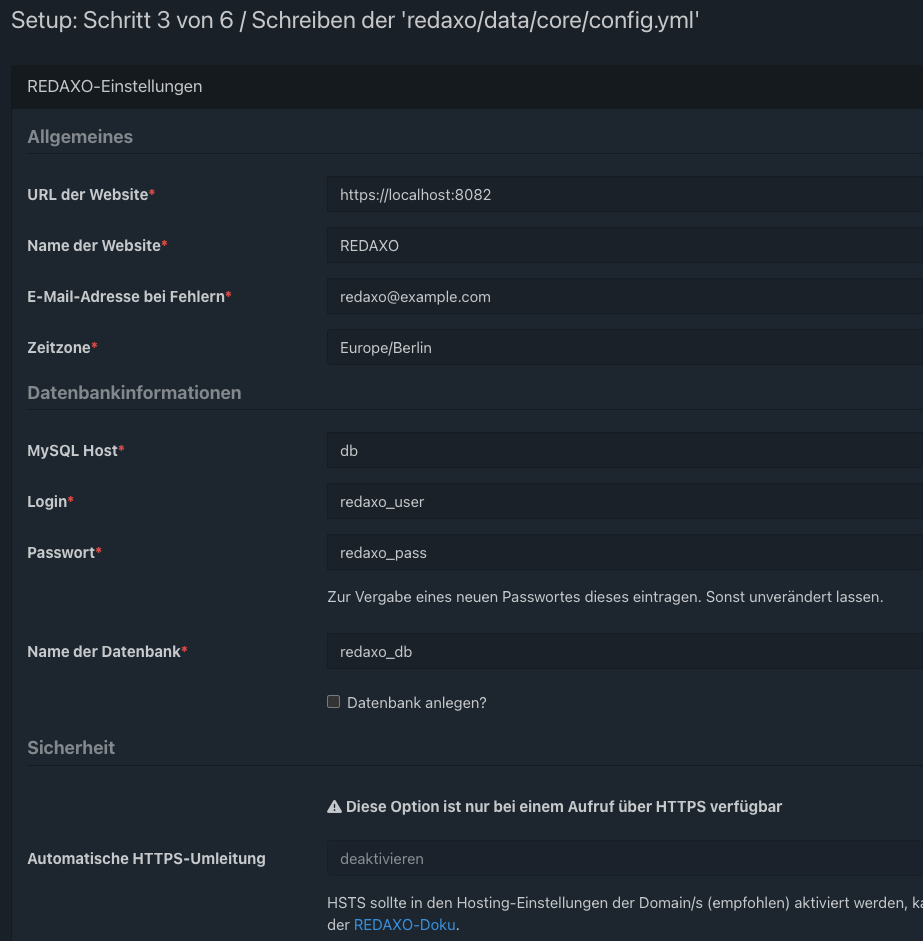 Setup: Schritt 3 von 6 / Schreiben der 'redaxo/data/core/config.yml'
REDAXO-Einstellungen
Allgemeines
URL der Website* https://localhost:8082
Name der Website* REDAXO
E-Mail-Adresse bei Fehlern* redaxo@example.com
Zeitzone* Europe/Berlin
Datenbankinformationen
MySQL Host* db
Login* redaxo_user
Passwort* redaxo_pass
Zur Vergabe eines neuen Passwortes dieses eintragen. Sonst unverändert lassen.
Name der Datenbank* redaxo_db
Datenbank anlegen?
Sicherheit
Diese Option ist nur bei einem Aufruf über HTTPS verfügbar
Automatische HTTPS-Umleitung deaktivieren
HSTS sollte in den Hosting-Einstellungen der Domain/s (empfohlen) aktiviert werden,
der REDAXO-Doku.